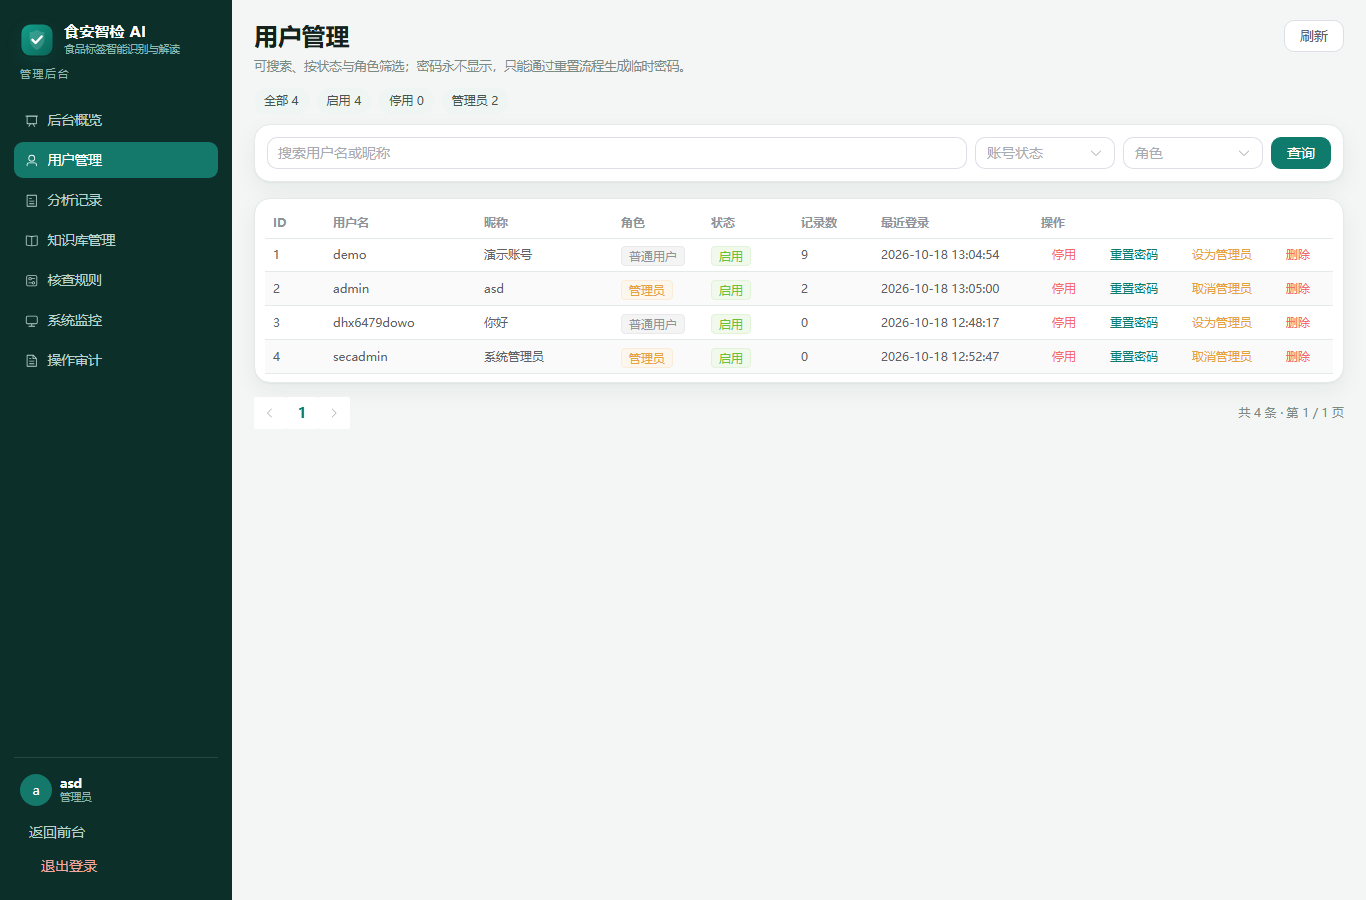 食安智检 AI
食品标签智能识别与解读
管理后台
后台概览
用户管理
分析记录
知识库管理
核查规则
系统监控
操作审计
a
asd
管理员
返回前台
退出登录
用户管理
刷新
可搜索、按状态与角色筛选；密码永不显示，只能通过重置流程生成临时密码。
全部 4 启用 4 停用 0 管理员 2
搜索用户名或昵称 账号状态 角色 查询
ID 用户名 昵称 角色 状态 记录数 最近登录 操作
1 demo 演示账号 普通用户 启用 9 2026-10-18 13:04:54 停用 重置密码 设为管理员 删除
2 admin asd 管理员 启用 2 2026-10-18 13:05:00 停用 重置密码 取消管理员 删除
3 dhx6479dowo 你好 普通用户 启用 0 2026-10-18 12:48:17 停用 重置密码 设为管理员 删除
4 secadmin 系统管理员 管理员 启用 0 2026-10-18 12:52:47 停用 重置密码 取消管理员 删除
1
共 4 条 · 第 1 / 1 页